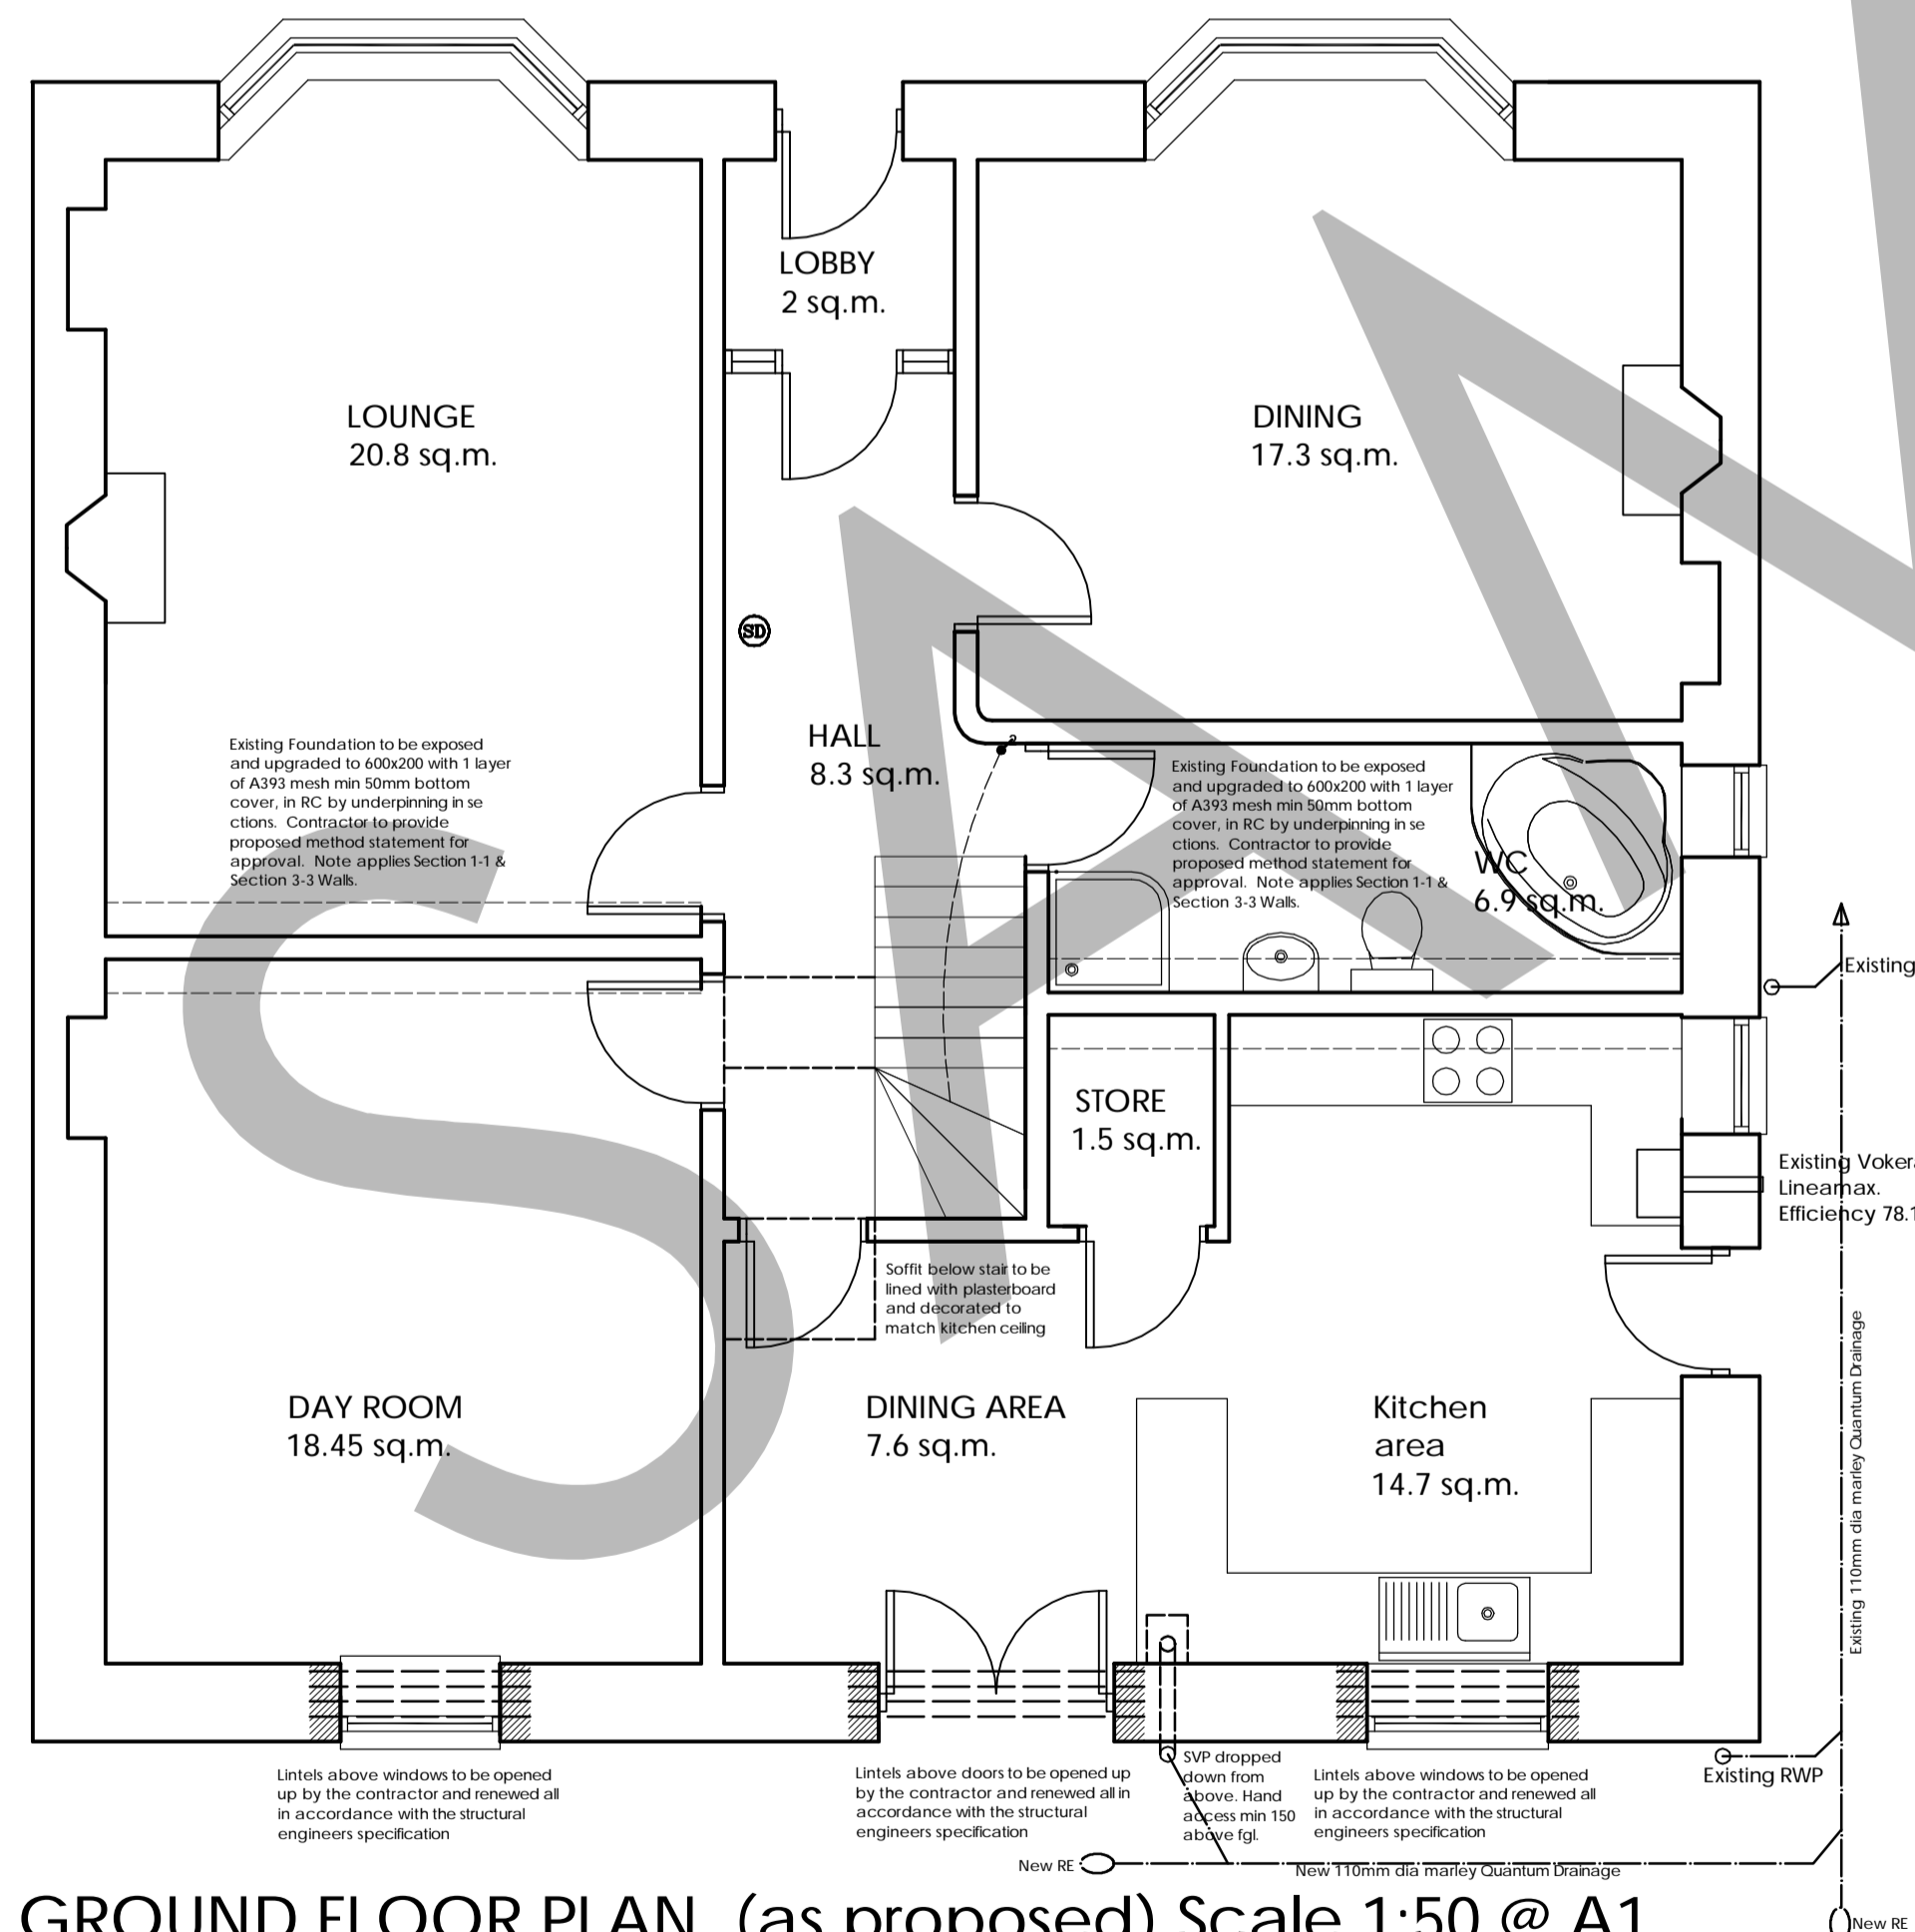 LOBBY
2 sq.m.
LOUNGE
20.8 sq.m.
DINING
17.3 sq.m.
SD
HALL
8.3 sq.m.
Existing Foundation to be exposed
and upgraded to 600x200 with 1 layer
of A393 mesh min 50mm bottom
cover, in RC by underpinning in se
ctions. Contractor to provide
proposed method statement for
approval. Note applies Section 1-1 &
Section 3-3 Walls.
Existing Foundation to be exposed
and upgraded to 600x200 with 1 layer
of A393 mesh min 50mm bottom
cover, in RC by underpinning in se
ctions. Contractor to provide
proposed method statement for
approval. Note applies Section 1-1 &
Section 3-3 Walls.
WC
6.9 sq.m.
Existing
STORE
1.5 sq.m.
Existing Voker
Lineamax.
Efficiency 78.1
Soffit below stair to be
lined with plasterboard
and decorated to
match kitchen ceiling
DAY ROOM
18.45 sq.m.
DINING AREA
7.6 sq.m.
Kitchen
area
14.7 sq.m.
Existing 110mm dia marley Quantum Drainage
Lintels above windows to be opened
up by the contractor and renewed all
in accordance with the structural
engineers specification
Lintels above doors to be opened up
by the contractor and renewed all in
accordance with the structural
engineers specification
SVP dropped
down from
above. Hand
access min 150
above fgl.
Lintels above windows to be opened
up by the contractor and renewed all
in accordance with the structural
engineers specification
Existing RWP
New RE
New 110mm dia marley Quantum Drainage
GROUND FLOOR PLAN (as proposed) Scale 1:50 @ A1
New RE